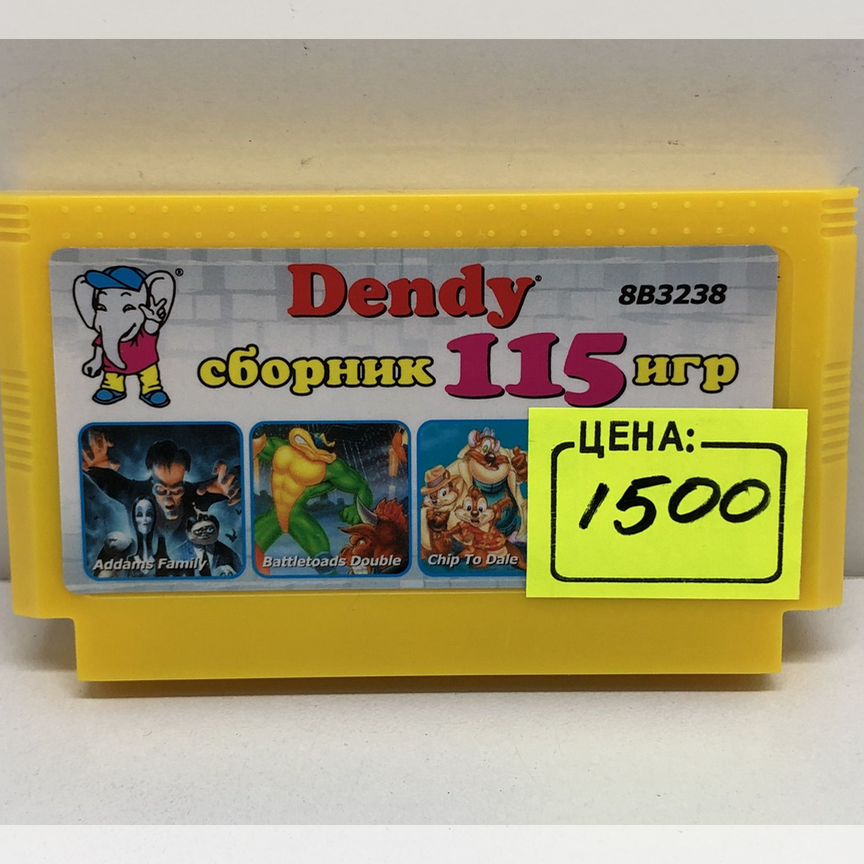 Dendy
8B3238
сборник 115 игр
Addams Family
Battletoads Double
Chip To Dale
ЦЕНА:
1500